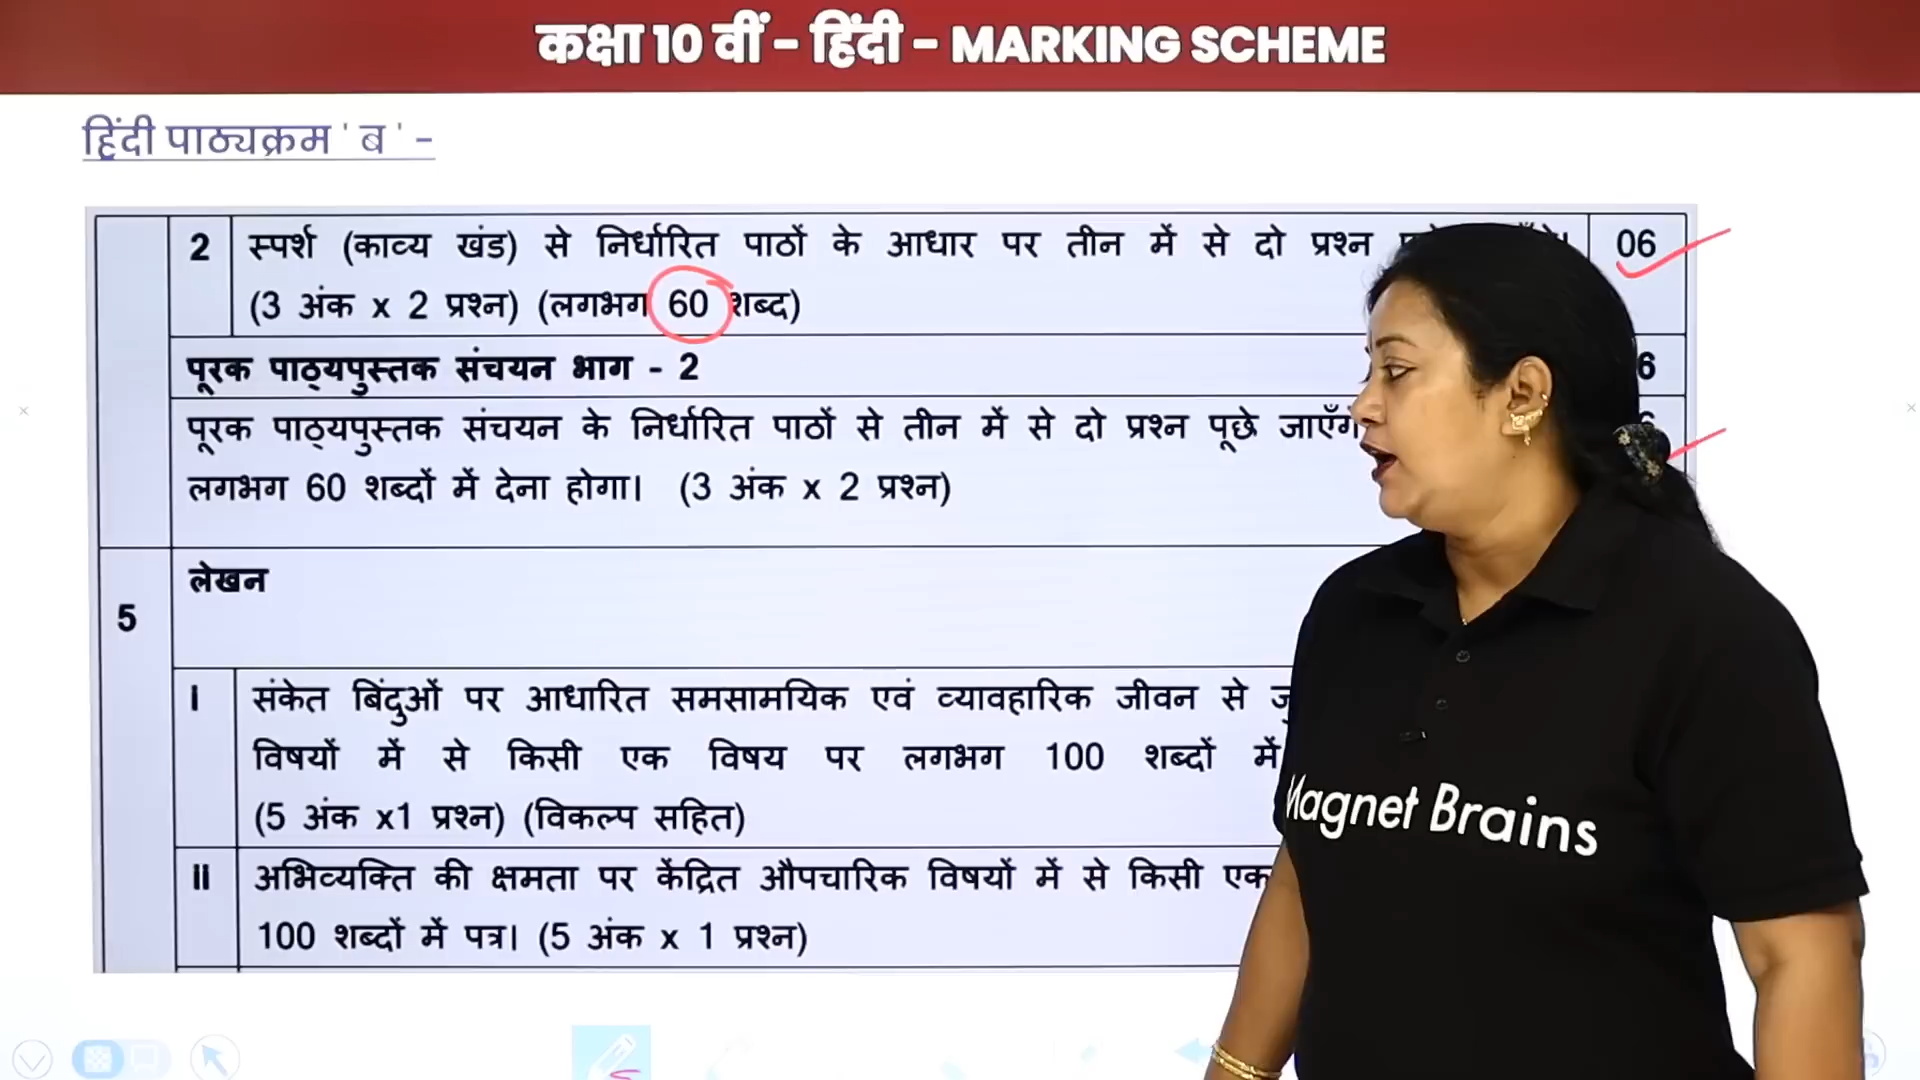 कक्षा 10 वीं - हिंदी - MARKING SCHEME
हिंदी पाठ्यक्रम ' ब ' -
2 स्पर्श (काव्य खंड) से निर्धारित पाठों के आधार पर तीन में से दो प्रश्न 06
(3 अंक x 2 प्रश्न) (लगभग 60 शब्द)
पूरक पाठ्यपुस्तक संचयन भाग - 2 6
पूरक पाठ्यपुस्तक संचयन के निर्धारित पाठों से तीन में से दो प्रश्न पूछे
लगभग 60 शब्दों में देना होगा। (3 अंक x 2 प्रश्न)
लेखन
5
i संकेत बिंदुओं पर आधारित समसामयिक एवं व्यावहारिक जीवन से
विषयों में से किसी एक विषय पर लगभग 100 शब्दों में
(5 अंक x1 प्रश्न) (विकल्प सहित)
ii अभिव्यक्ति की क्षमता पर केंद्रित औपचारिक विषयों में से किसी एक
100 शब्दों में पत्र। (5 अंक x 1 प्रश्न)
Magnet Brains